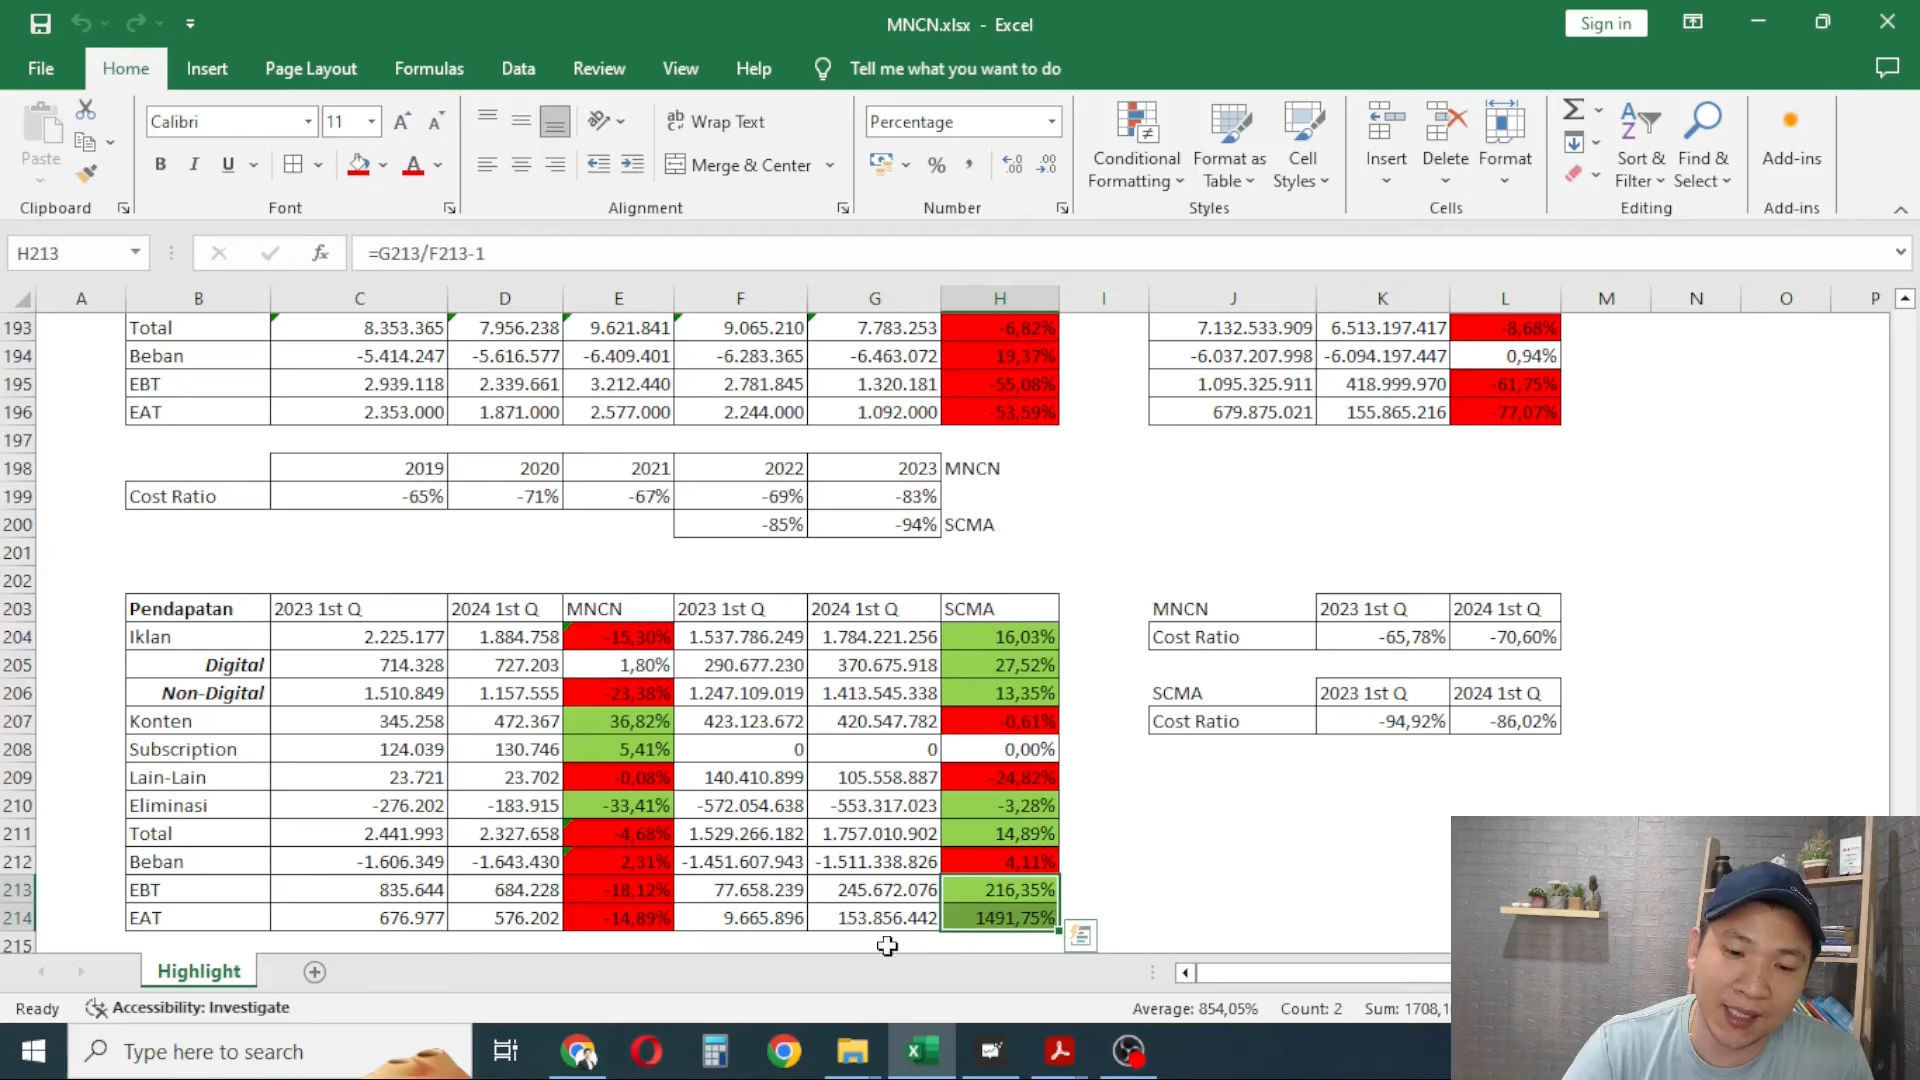 MNCN.xlsx - Excel
Sign in
File Home Insert Page Layout Formulas Data Review View Help Tell me what you want to do
Paste
Calibri 11
B I U
ab Wrap Text
Merge & Center
Percentage
Conditional Formatting
Format as Table
Cell Styles
Insert Delete Format
Sort & Filter
Find & Select
Add-ins
Clipboard Font Alignment Number Styles Cells Editing Add-ins
H213 fx =G213/F213-1
A B C D E F G H I J K L M N O P
193 Total 8.353.365 7.956.238 9.621.841 9.065.210 7.783.253 -6,82% 7.132.533.909 6.513.197.417 -8,68%
194 Beban -5.414.247 -5.616.577 -6.409.401 -6.283.365 -6.463.072 19,37% -6.037.207.998 -6.094.197.447 0,94%
195 EBT 2.939.118 2.339.661 3.212.440 2.781.845 1.320.181 -55,08% 1.095.325.911 418.999.970 -61,75%
196 EAT 2.353.000 1.871.000 2.577.000 2.244.000 1.092.000 -53,59% 679.875.021 155.865.216 -77,07%
197
198 2019 2020 2021 2022 2023 MNCN
199 Cost Ratio -65% -71% -67% -69% -83%
200 -85% -94% SCMA
201
202
203 Pendapatan 2023 1st Q 2024 1st Q MNCN 2023 1st Q 2024 1st Q SCMA MNCN 2023 1st Q 2024 1st Q
204 Iklan 2.225.177 1.884.758 -15,30% 1.537.786.249 1.784.221.256 16,03% Cost Ratio -65,78% -70,60%
205 Digital 714.328 727.203 1,80% 290.677.230 370.675.918 27,52%
206 Non-Digital 1.510.849 1.157.555 -23,38% 1.247.109.019 1.413.545.338 13,35% SCMA 2023 1st Q 2024 1st Q
207 Konten 345.258 472.367 36,82% 423.123.672 420.547.782 -0,61% Cost Ratio -94,92% -86,02%
208 Subscription 124.039 130.746 5,41% 0 0 0,00%
209 Lain-Lain 23.721 23.702 -0,08% 140.410.899 105.558.887 -24,82%
210 Eliminasi -276.202 -183.915 -33,41% -572.054.638 -553.317.023 -3,28%
211 Total 2.441.993 2.327.658 -4,68% 1.529.266.182 1.757.010.902 14,89%
212 Beban -1.606.349 -1.643.430 2,31% -1.451.607.943 -1.511.338.826 4,11%
213 EBT 835.644 684.228 -18,12% 77.658.239 245.672.076 216,35%
214 EAT 676.977 576.202 -14,89% 9.665.896 153.856.442 1491,75%
215
Highlight
Ready Accessibility: Investigate Average: 854,05% Count: 2 Sum: 1708,1
Type here to search